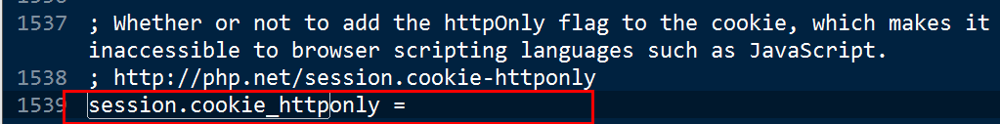 1537 ; Whether or not to add the httpOnly flag to the cookie, which makes it
inaccessible to browser scripting languages such as JavaScript.
1538 ; http://php.net/session.cookie-httponly
1539 session.cookie_httponly =